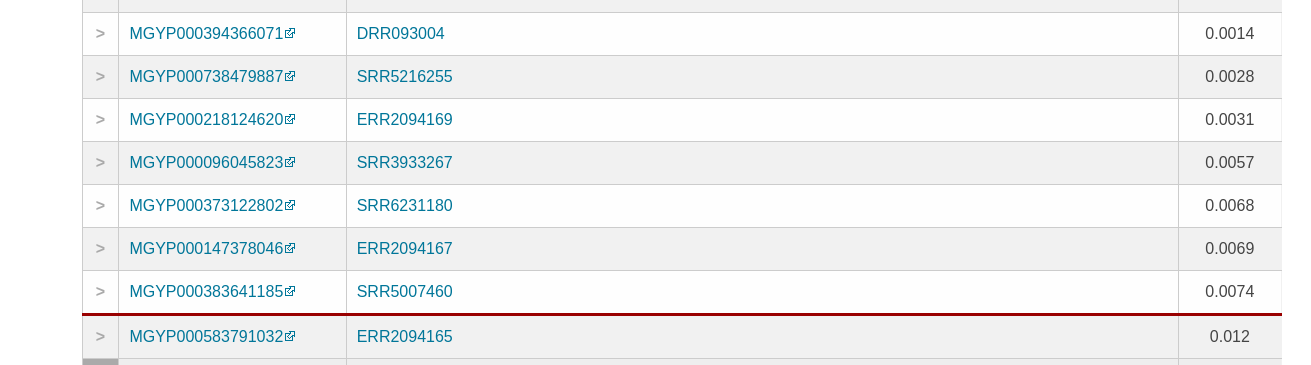 > MGYP000394366071 DRR093004 0.0014
> MGYP000738479887 SRR5216255 0.0028
> MGYP000218124620 ERR2094169 0.0031
> MGYP000096045823 SRR3933267 0.0057
> MGYP000373122802 SRR6231180 0.0068
> MGYP000147378046 ERR2094167 0.0069
> MGYP000383641185 SRR5007460 0.0074
> MGYP000583791032 ERR2094165 0.012